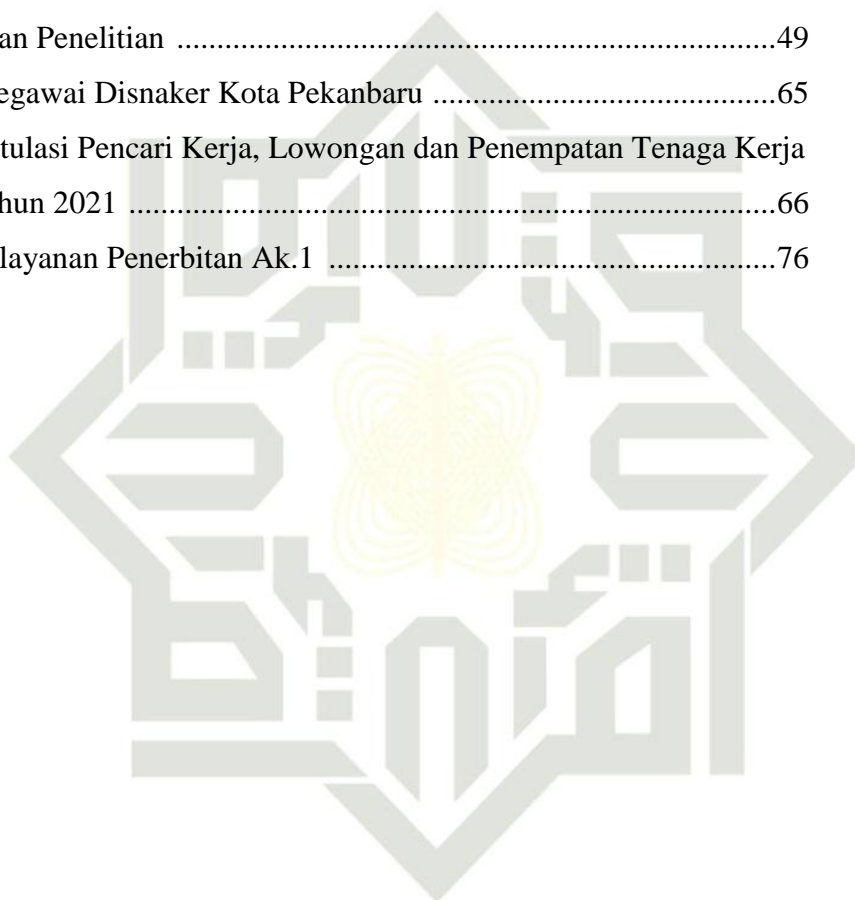 an Penelitian ...........................................................................49
egawai Disnaker Kota Pekanbaru ...........................................65
tulasi Pencari Kerja, Lowongan dan Penempatan Tenaga Kerja
hun 2021 .................................................................................66
layanan Penerbitan Ak.1 ........................................................76